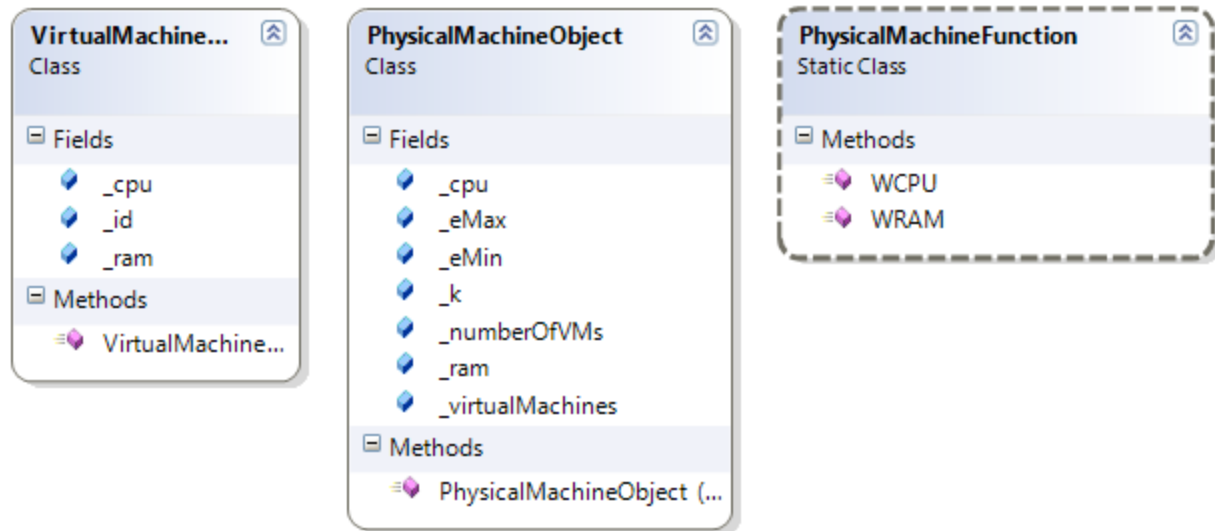 VirtualMachine...
Class
Fields
_cpu
_id
_ram
Methods
VirtualMachine...
PhysicalMachineObject
Class
Fields
_cpu
_eMax
_eMin
_k
_numberOfVMs
_ram
_virtualMachines
Methods
PhysicalMachineObject (...
PhysicalMachineFunction
Static Class
Methods
WCPU
WRAM